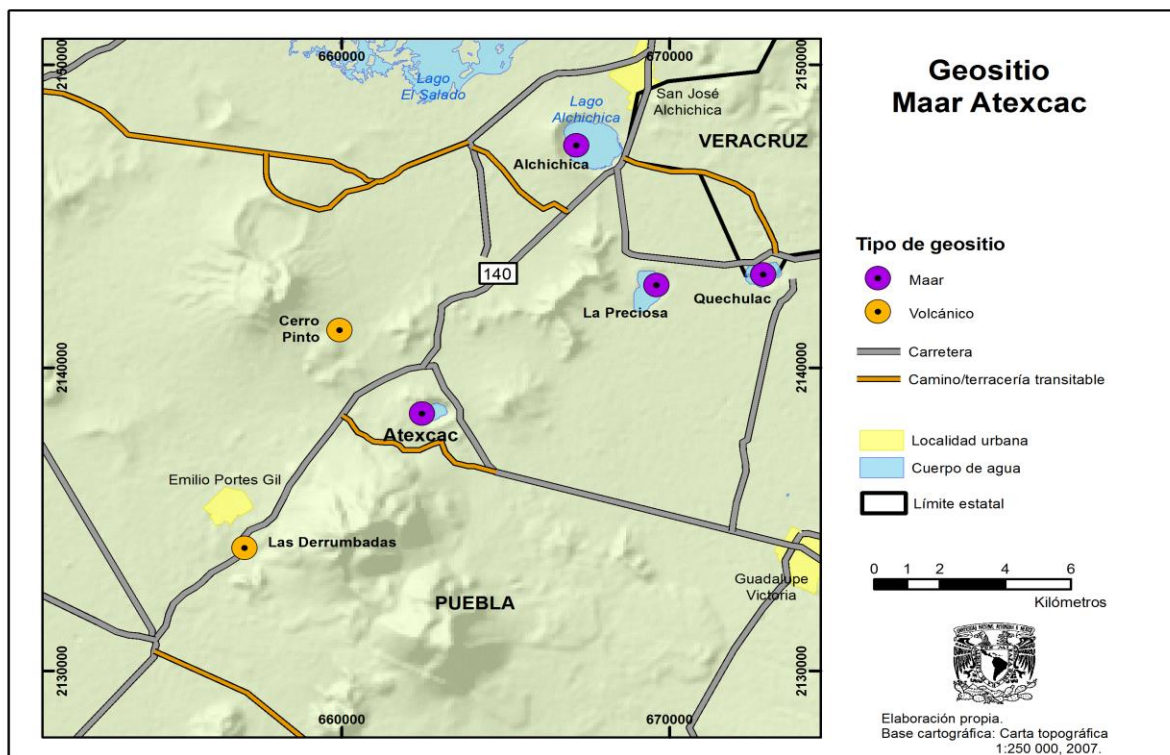 Geositio
Maar Atexcac
660000
670000
2150000
2150000
Lago
El Salado
Lago
Alchichica
San José
Alchichica
VERACRUZ
Alchichica
140
La Preciosa
Quechulac
Cerro
Pinto
2140000
2140000
Atexcac
Emilio Portes Gil
Las Derrumbadas
Guadalupe
Victoria
PUEBLA
2130000
2130000
660000
670000
Tipo de geositio
Maar
Volcánico
Carretera
Camino/terracería transitable
Localidad urbana
Cuerpo de agua
Límite estatal
0 1 2 4 6
Kilómetros
Elaboración propia.
Base cartográfica: Carta topográfica
1:250 000, 2007.